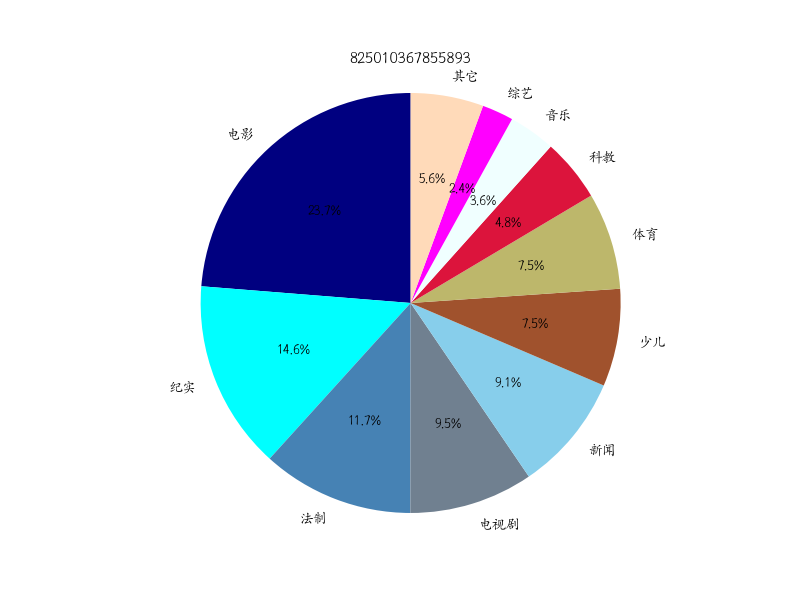 825010367855893
电影
23.7%
纪实
14.6%
法制
11.7%
电视剧
9.5%
新闻
9.1%
少儿
7.5%
体育
7.5%
科教
4.8%
音乐
3.6%
综艺
2.4%
其它
5.6%